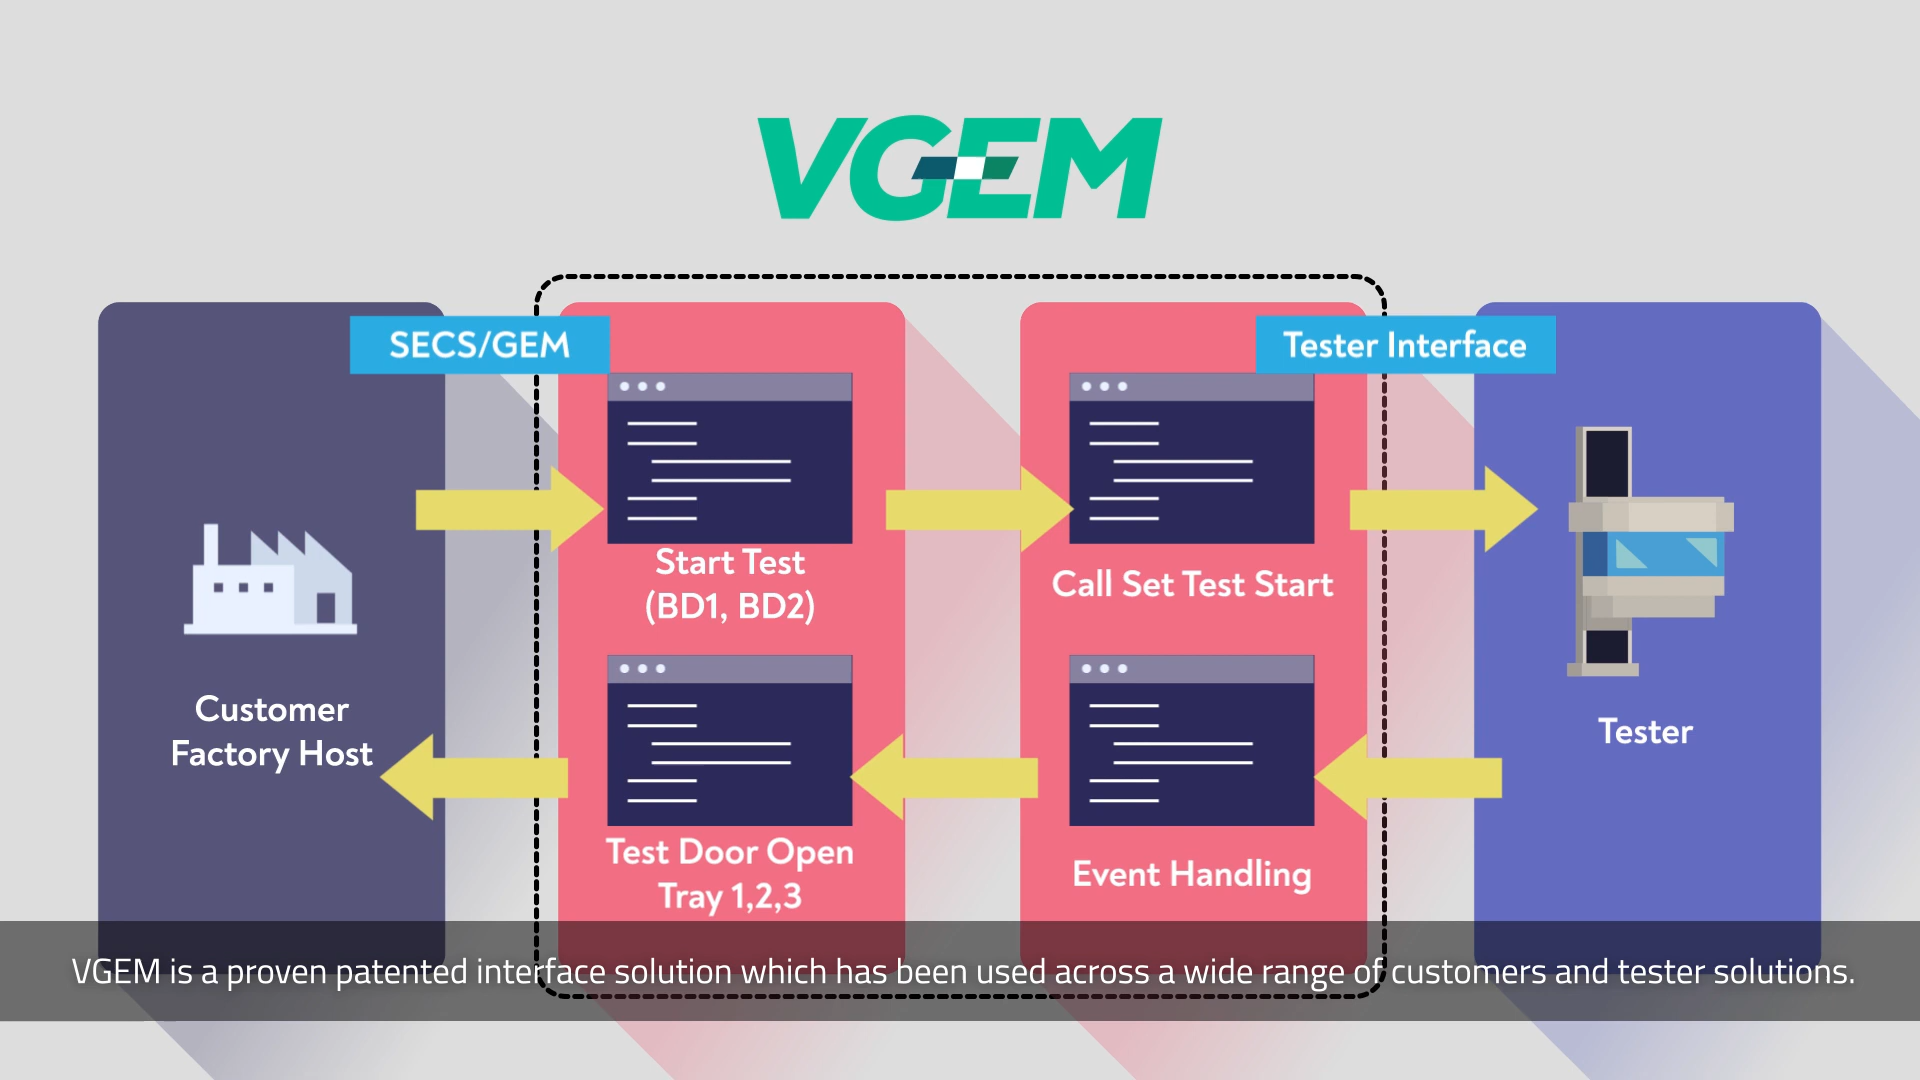 VGEM
SECS/GEM
Tester Interface
Start Test
(BD1, BD2)
Call Set Test Start
Customer
Factory Host
Tester
Test Door Open
Tray 1,2,3
Event Handling
VGEM is a proven patented interface solution which has been used across a wide range of customers and tester solutions.